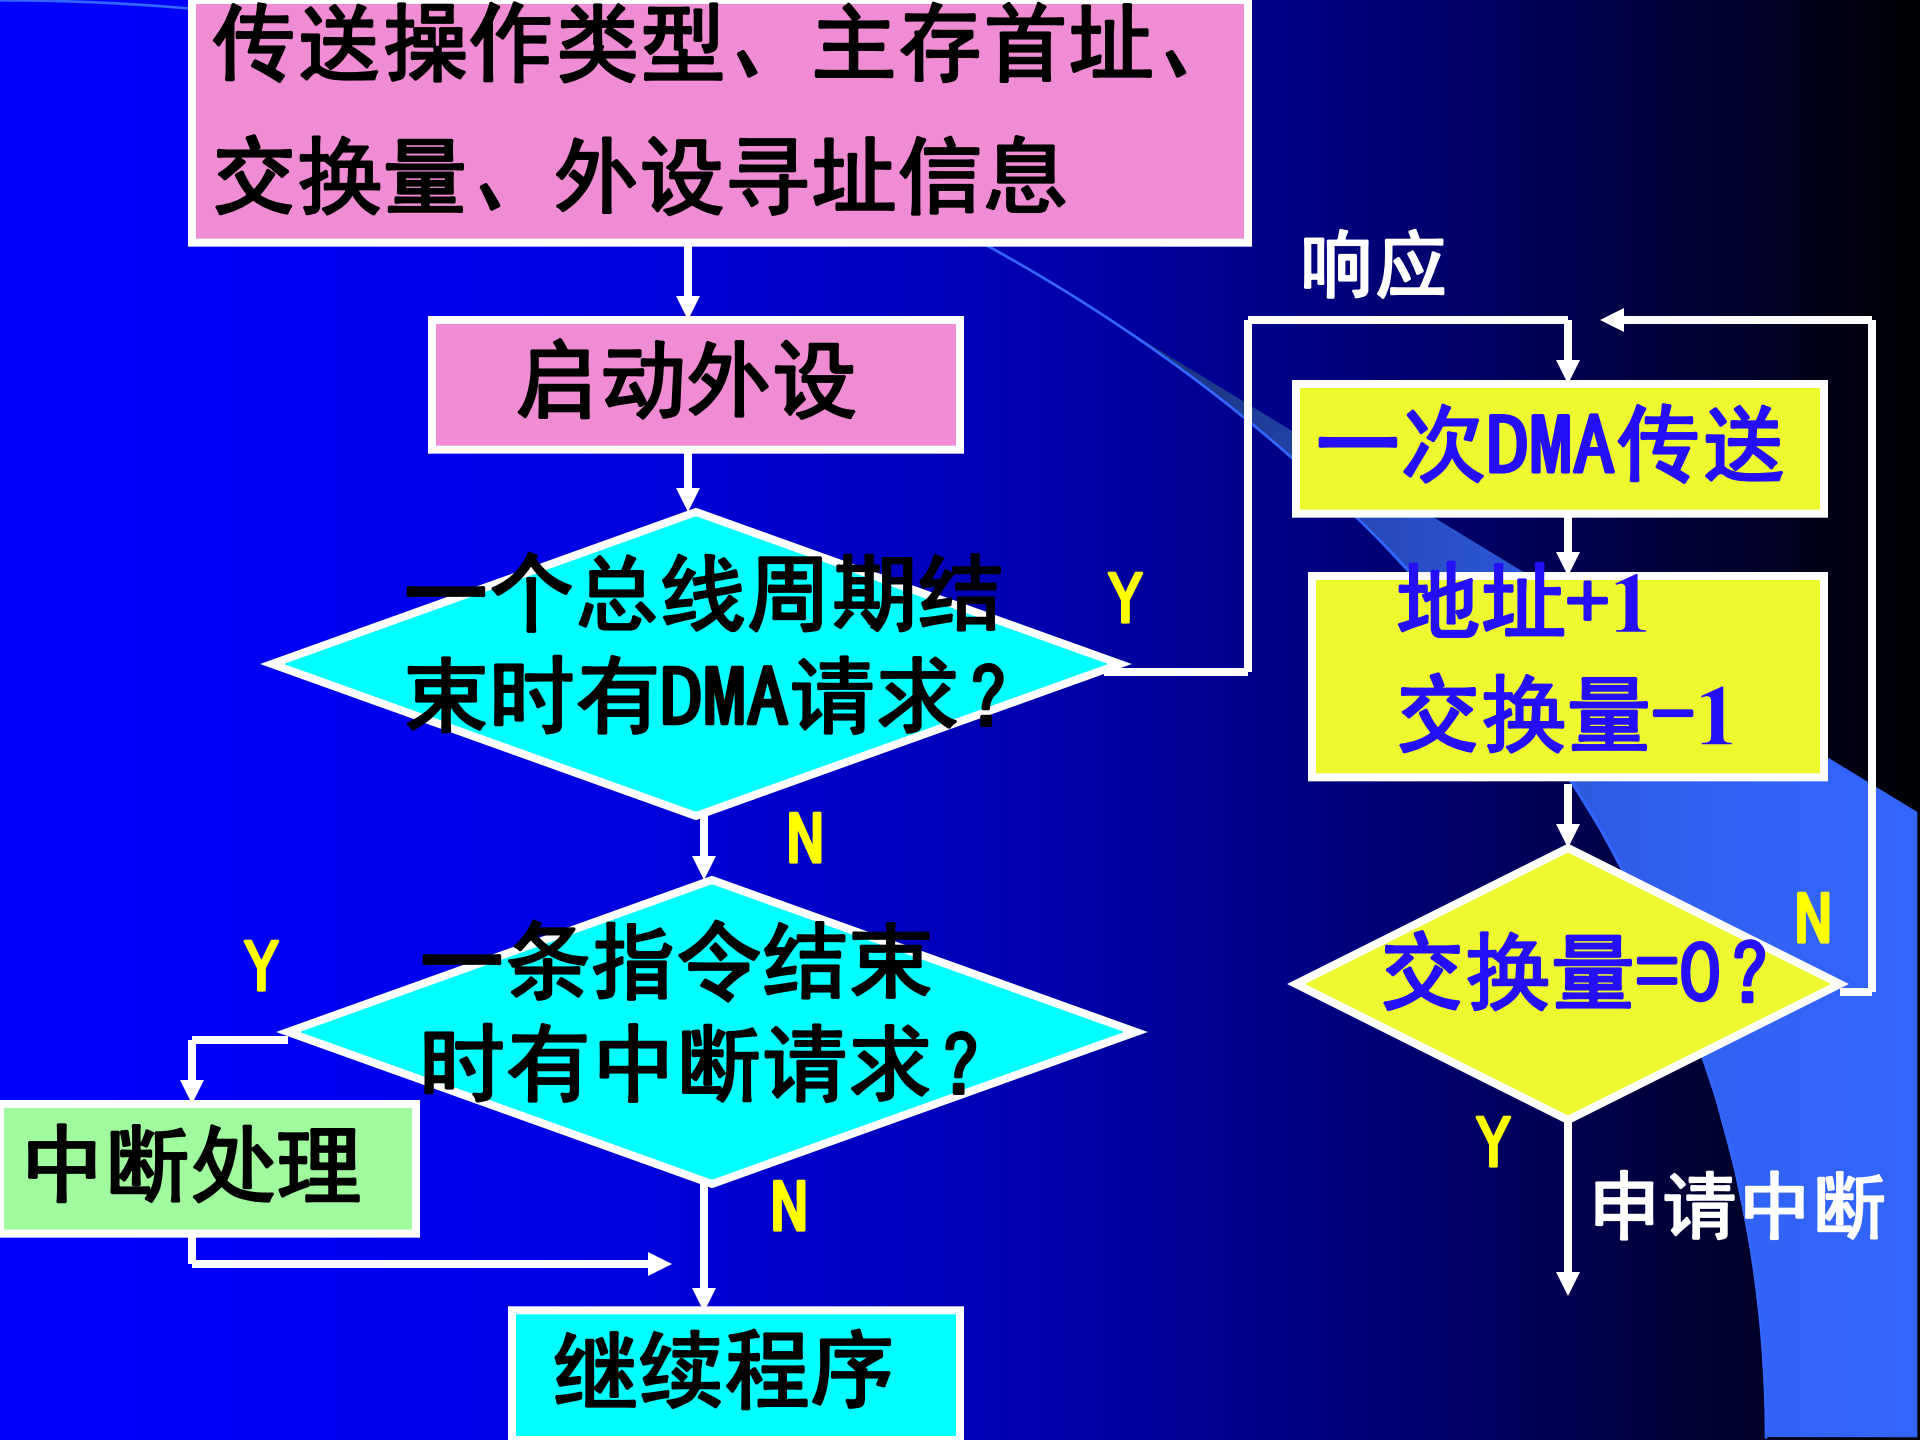 传送操作类型、主存首址、
交换量、外设寻址信息
启动外设
一个总线周期结
束时有DMA请求?
Y
N
一条指令结束
时有中断请求?
Y
N
中断处理
继续程序
响应
一次DMA传送
地址+1
交换量-1
交换量=0?
N
Y
申请中断